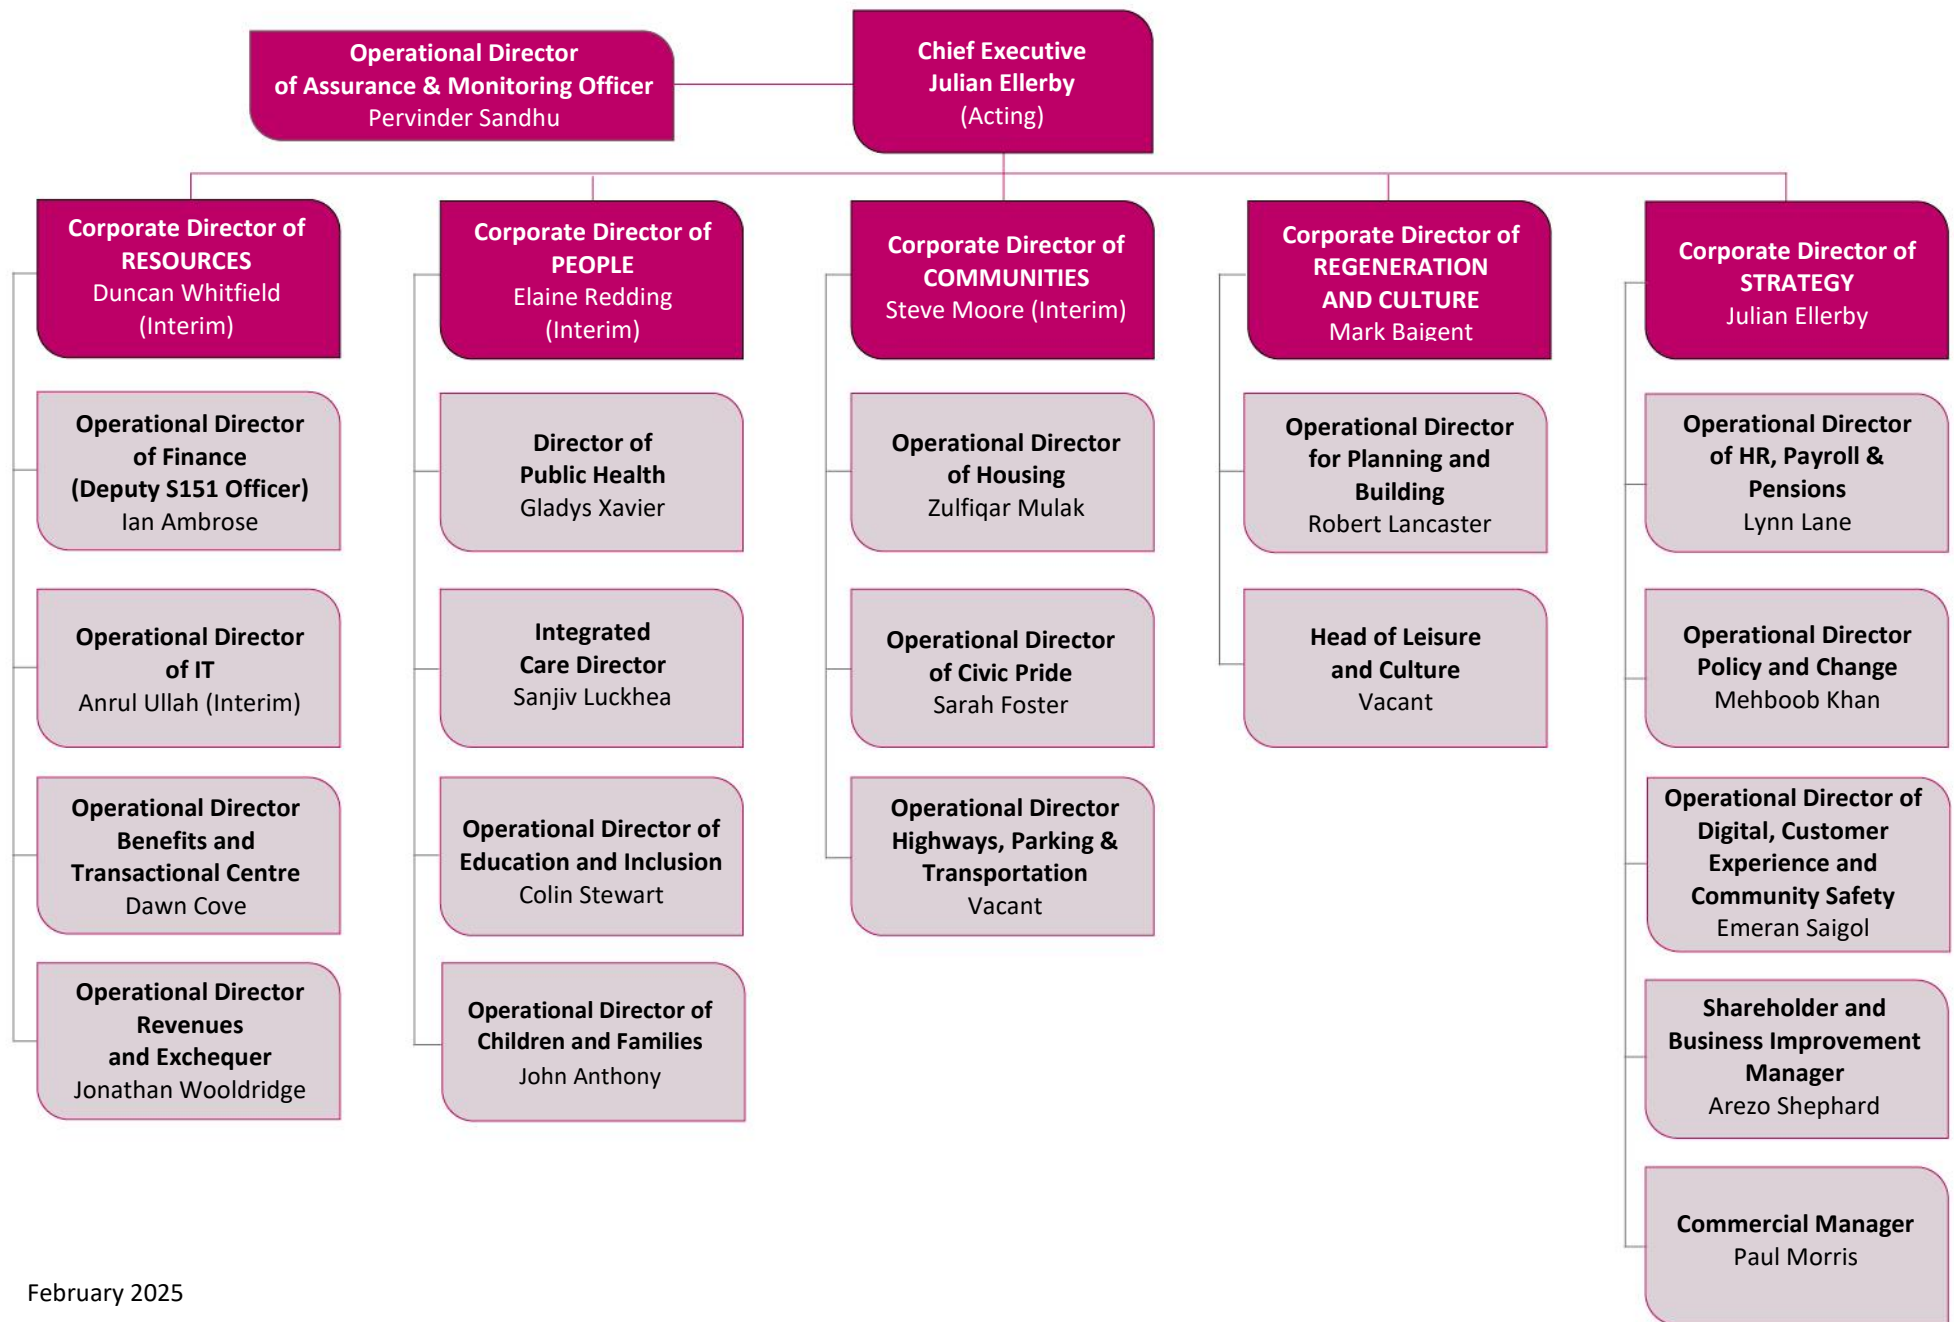 Operational Director
of Assurance & Monitoring Officer
Pervinder Sandhu
Chief Executive
Julian Ellerby
(Acting)
Corporate Director of
RESOURCES
Duncan Whitfield
(Interim)
Operational Director
of Finance
(Deputy S151 Officer)
Ian Ambrose
Operational Director
of IT
Anrul Ullah (Interim)
Operational Director
Benefits and
Transactional Centre
Dawn Cove
Operational Director
Revenues
and Exchequer
Jonathan Wooldridge
Corporate Director of
PEOPLE
Elaine Redding
(Interim)
Director of
Public Health
Gladys Xavier
Integrated
Care Director
Sanjiv Luckhea
Operational Director of
Education and Inclusion
Colin Stewart
Operational Director of
Children and Families
John Anthony
Corporate Director of
COMMUNITIES
Steve Moore (Interim)
Operational Director
of Housing
Zulfiqar Mulak
Operational Director
of Civic Pride
Sarah Foster
Operational Director
Highways, Parking &
Transportation
Vacant
Corporate Director of
REGENERATION
AND CULTURE
Mark Baigent
Operational Director
for Planning and
Building
Robert Lancaster
Head of Leisure
and Culture
Vacant
Corporate Director of
STRATEGY
Julian Ellerby
Operational Director
of HR, Payroll &
Pensions
Lynn Lane
Operational Director
Policy and Change
Mehboob Khan
Operational Director of
Digital, Customer
Experience and
Community Safety
Emeran Saigol
Shareholder and
Business Improvement
Manager
Arezo Shephard
Commercial Manager
Paul Morris
February 2025